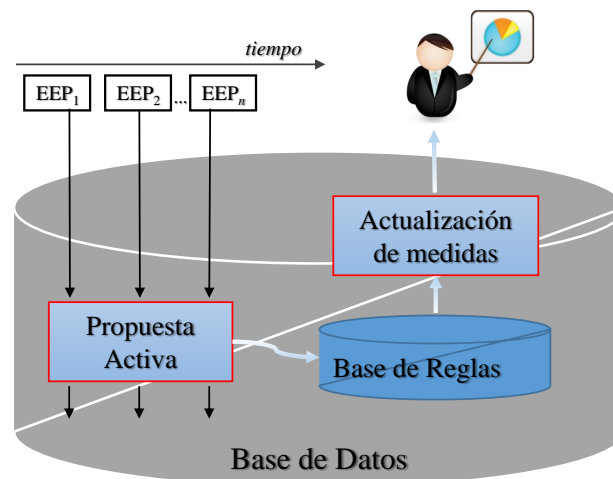 tiempo
EEP₁ EEP₂ ... EEPₙ
Actualización
de medidas
Propuesta
Activa
Base de Reglas
Base de Datos